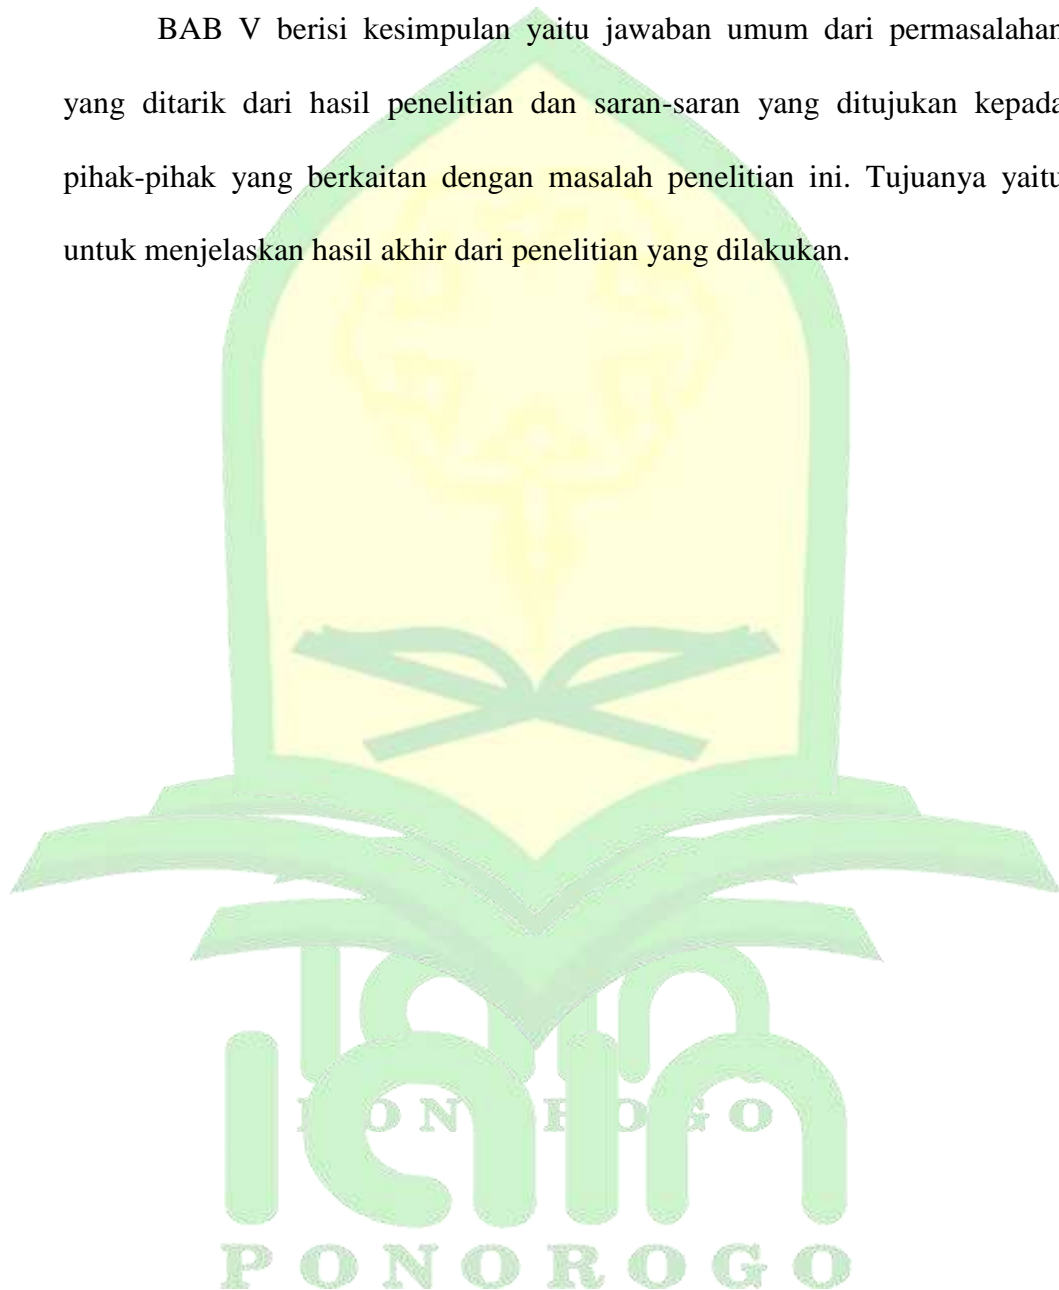 BAB V berisi kesimpulan yaitu jawaban umum dari permasalahan
yang ditarik dari hasil penelitian dan saran-saran yang ditujukan kepada
pihak-pihak yang berkaitan dengan masalah penelitian ini. Tujuanya yaitu
untuk menjelaskan hasil akhir dari penelitian yang dilakukan.
iain
PONOROGO
iain
PONOROGO